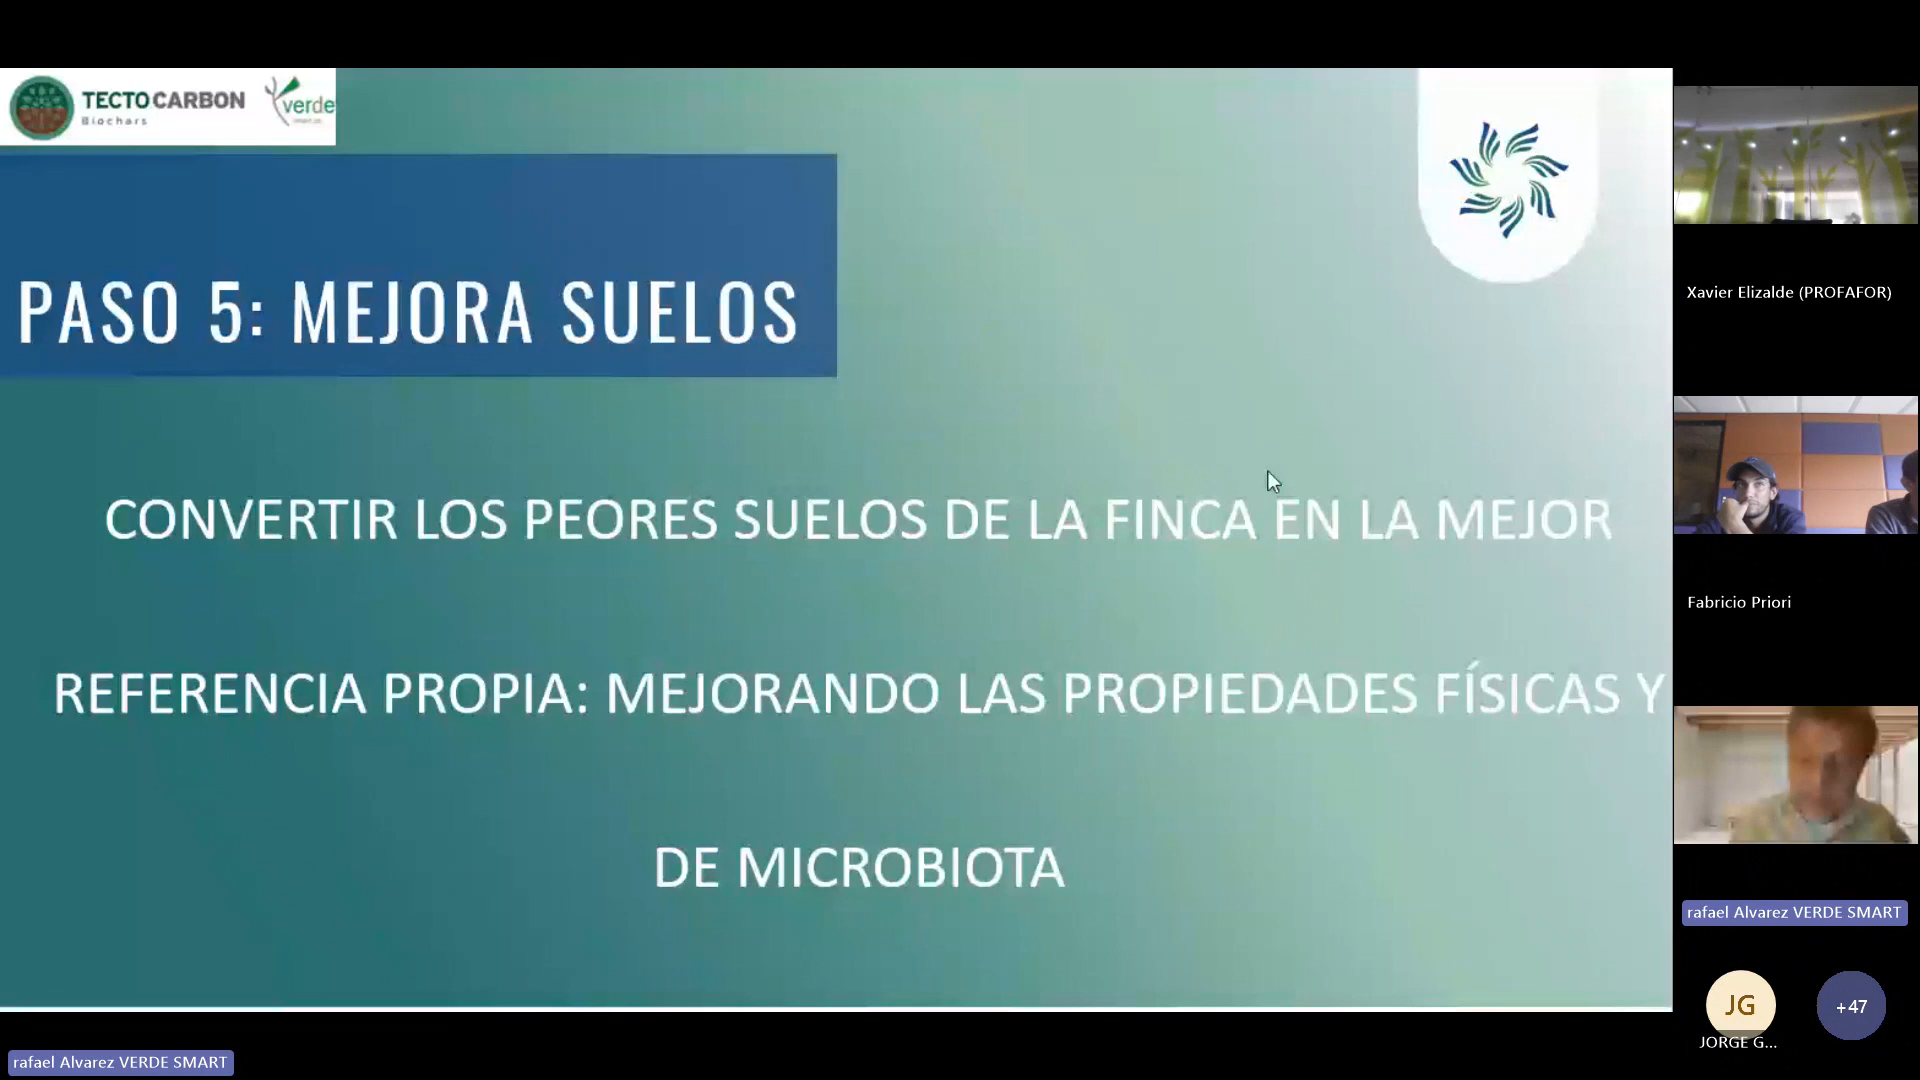 TECTO CARBON
Biochars
verde
PASO 5: MEJORA SUELOS
CONVERTIR LOS PEORES SUELOS DE LA FINCA EN LA MEJOR
REFERENCIA PROPIA: MEJORANDO LAS PROPIEDADES FÍSICAS Y
DE MICROBIOTA
Xavier Elizalde (PROFAFOR)
Fabricio Priori
rafael Alvarez VERDE SMART
JG
+47
JORGE G...
rafael Alvarez VERDE SMART